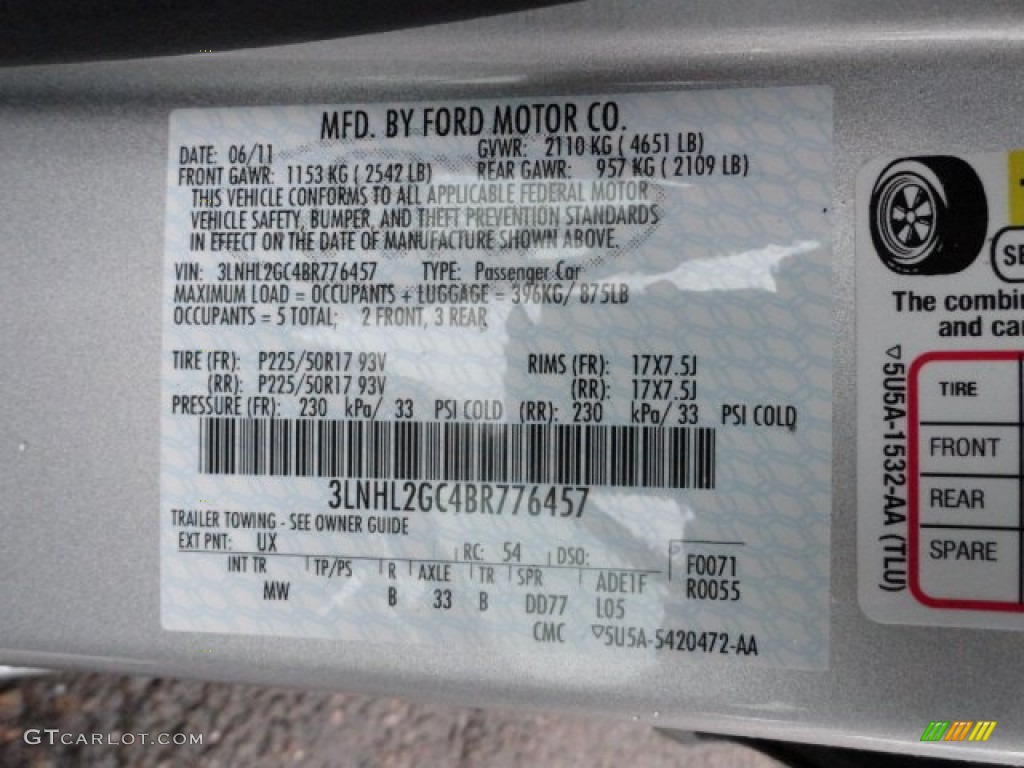 MFD. BY FORD MOTOR CO.
DATE: 06/11 GVWR: 2110 KG ( 4651 LB)
FRONT GAWR: 1153 KG ( 2542 LB) REAR GAWR: 957 KG ( 2109 LB)
THIS VEHICLE CONFORMS TO ALL APPLICABLE FEDERAL MOTOR
VEHICLE SAFETY, BUMPER, AND THEFT PREVENTION STANDARDS
IN EFFECT ON THE DATE OF MANUFACTURE SHOWN ABOVE.
VIN: 3LNHL2GC4BR776457 TYPE: Passenger Car
MAXIMUM LOAD = OCCUPANTS + LUGGAGE = 396KG/ 875LB
OCCUPANTS = 5 TOTAL; 2 FRONT, 3 REAR
TIRE (FR): P225/50R17 93V RIMS (FR): 17X7.5J
(RR): P225/50R17 93V (RR): 17X7.5J
PRESSURE (FR): 230 kPa/ 33 PSI COLD (RR): 230 kPa/ 33 PSI COLD
3LNHL2GC4BR776457
TRAILER TOWING - SEE OWNER GUIDE
EXT PNT: UX RC: 54 DSO: F0071
INT TR TP/PS R AXLE TR SPR ADE1F R0055
MW B 33 B DD77 L05
CMC ▽5U5A-5420472-AA
SE
The combin
and car
TIRE
FRONT
REAR
SPARE
▽5U5A-1532-AA (TLU)
GTCARLOT.COM